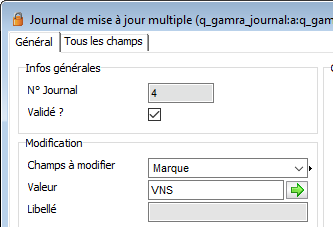 Journal de mise à jour multiple (q_gamra_journal:a:q_gam
Général Tous les champs
Infos générales
N° Journal 4
Validé ?
Modification
Champs à modifier Marque
Valeur VNS
Libellé